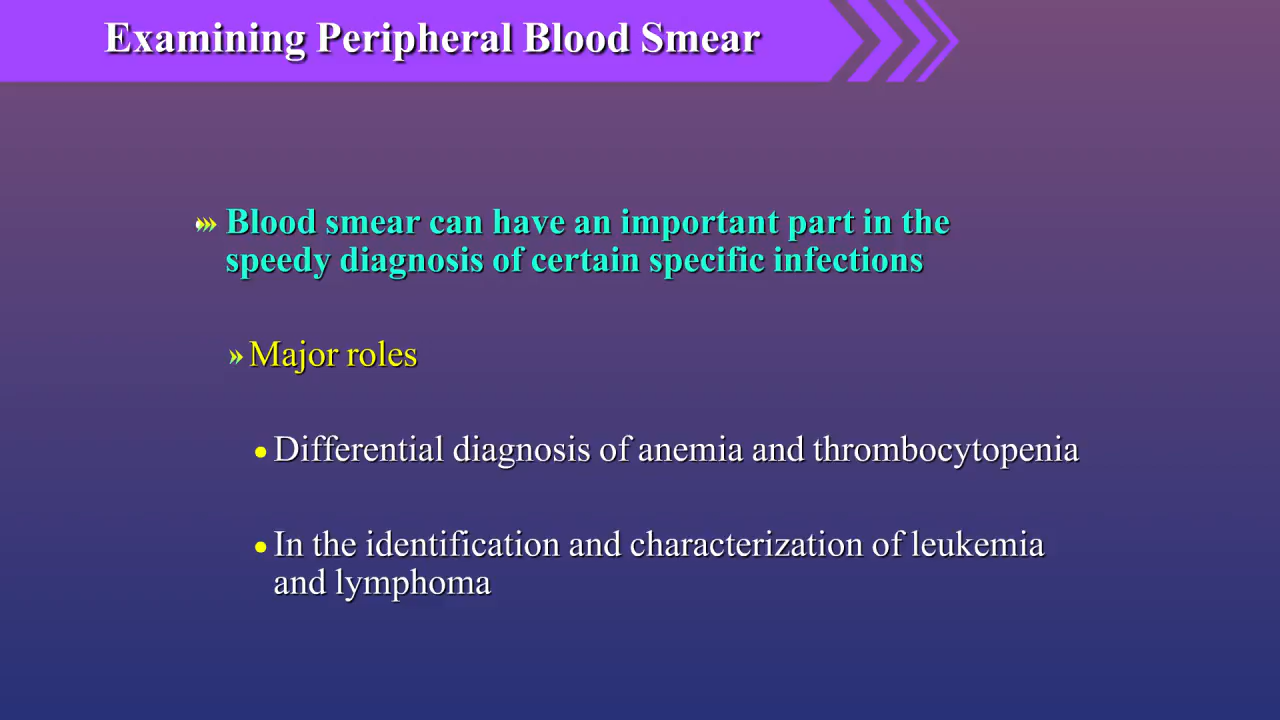 Examining Peripheral Blood Smear
Blood smear can have an important part in the
speedy diagnosis of certain specific infections
» Major roles
• Differential diagnosis of anemia and thrombocytopenia
• In the identification and characterization of leukemia
and lymphoma